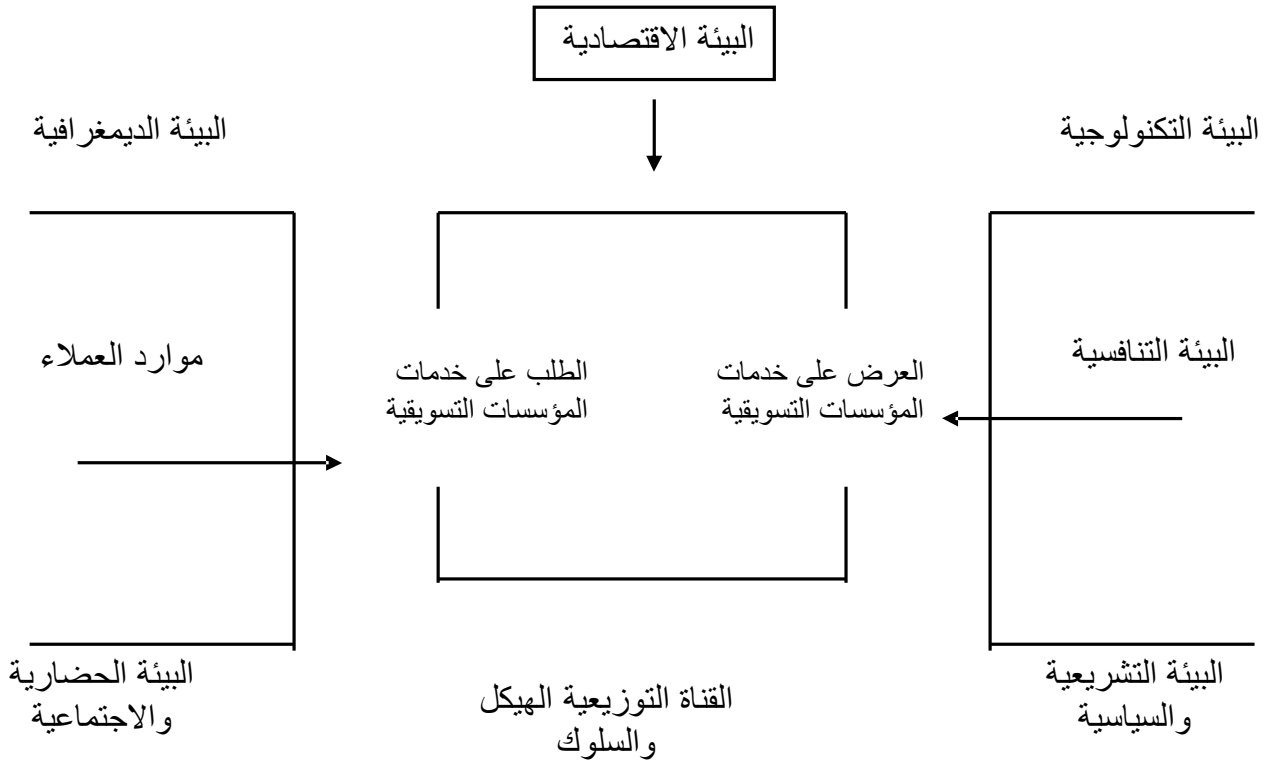 البيئة الاقتصادية
البيئة التكنولوجية
البيئة الديمغرافية
البيئة التنافسية
العرض على خدمات
المؤسسات التسويقية
الطلب على خدمات
المؤسسات التسويقية
موارد العملاء
البيئة التشريعية
والسياسية
القناة التوزيعية الهيكل
والسلوك
البيئة الحضارية
والاجتماعية